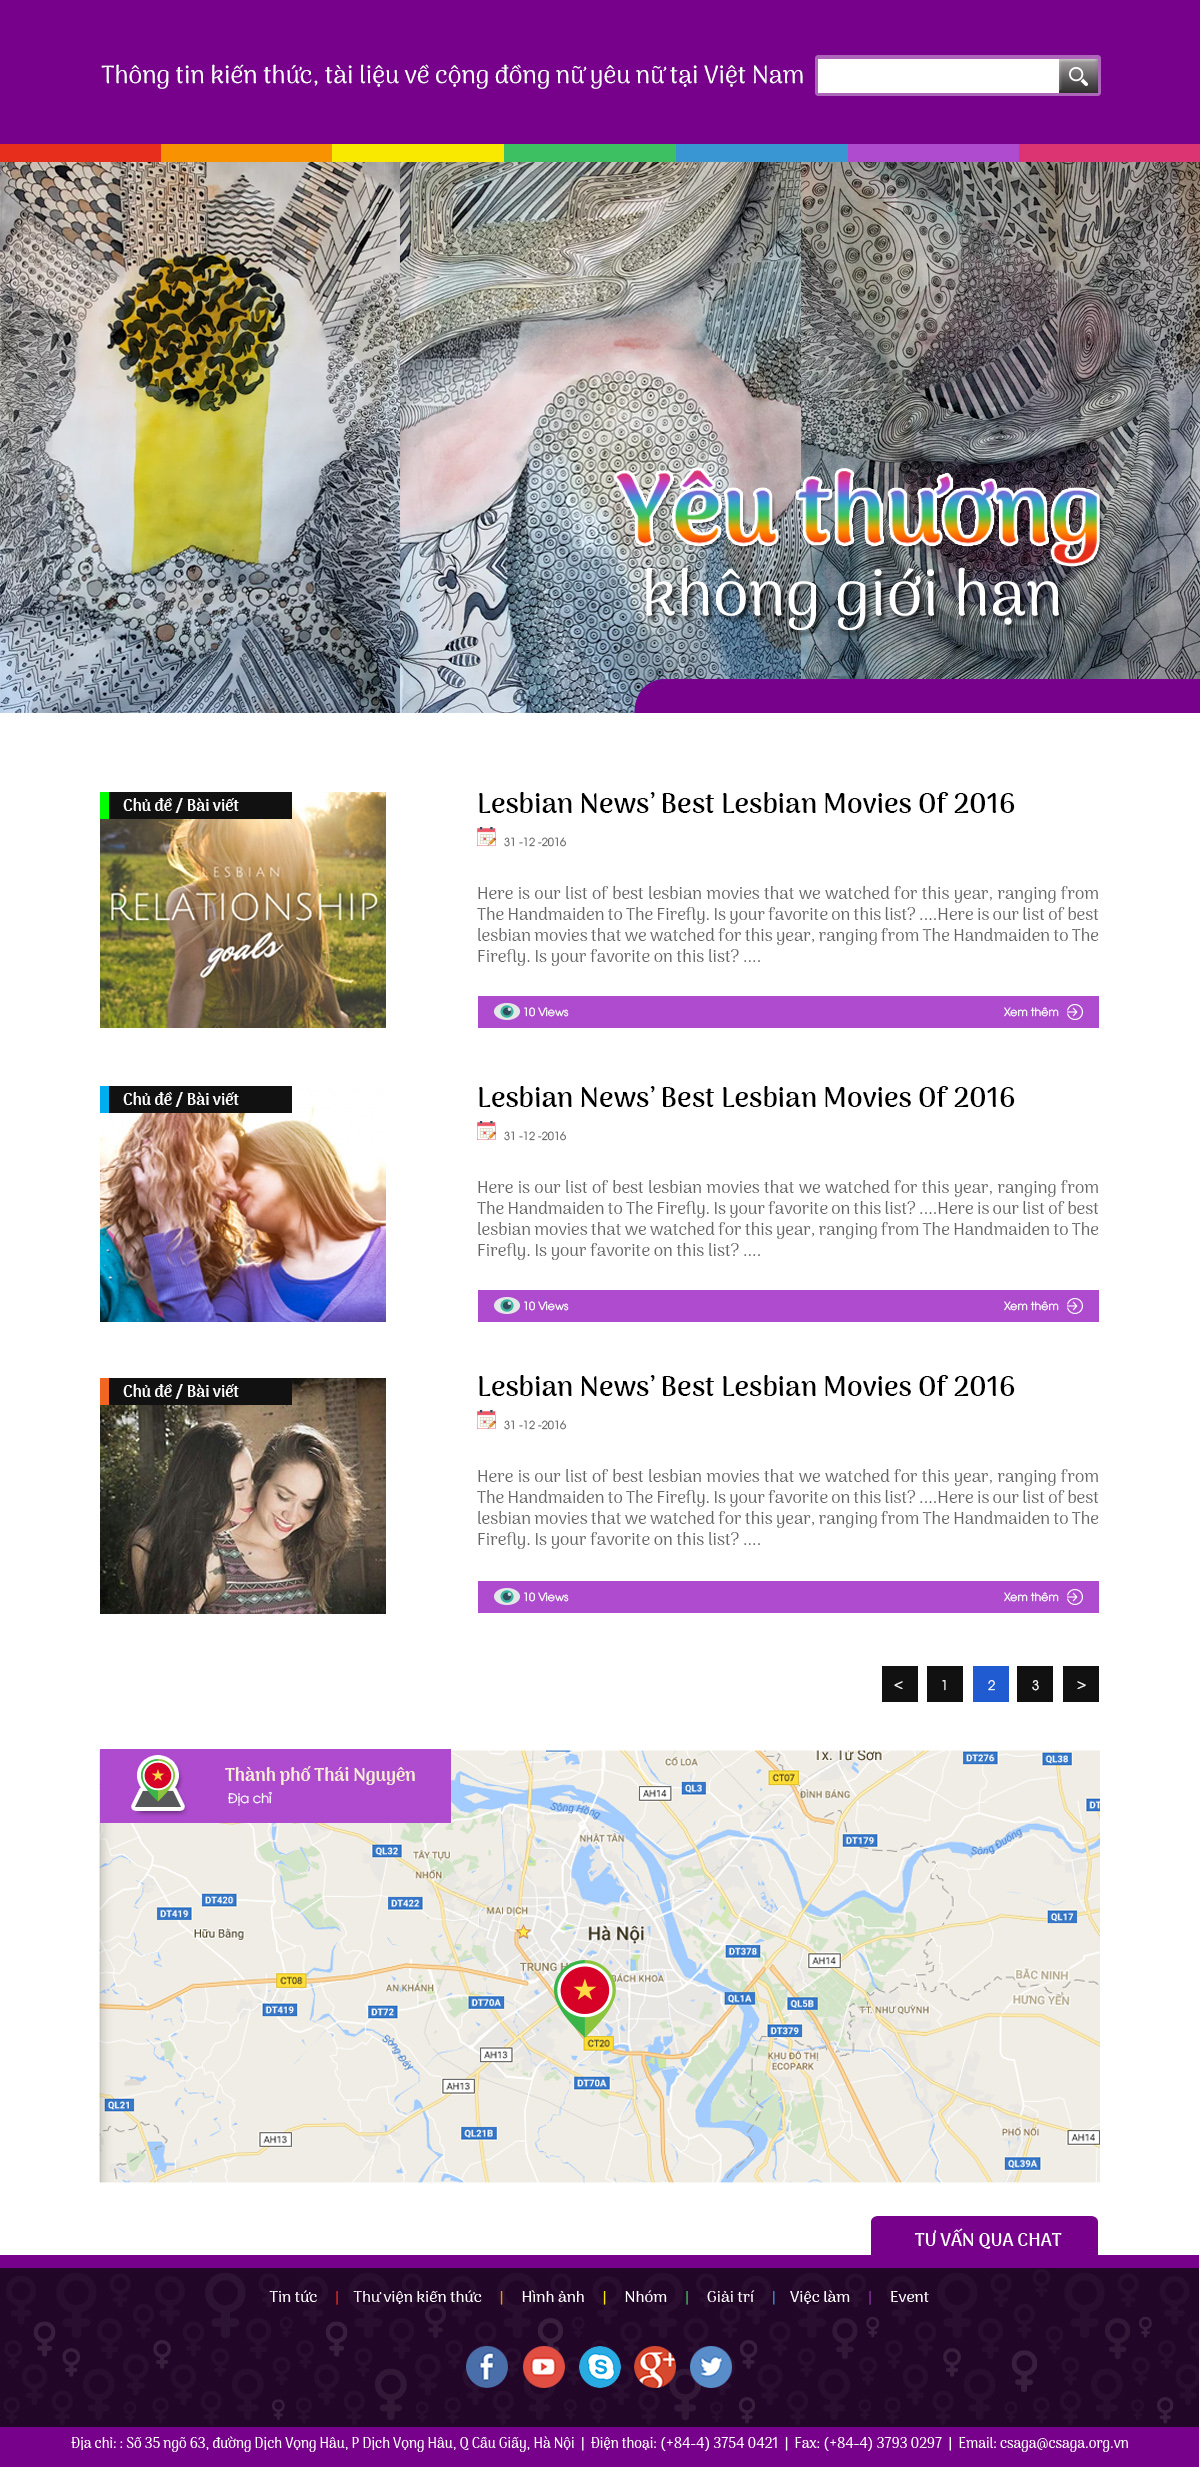 Thông tin kiến thức, tài liệu về cộng đồng nữ yêu nữ tại Việt Nam
Yêu thương
không giới hạn
Chủ đề / Bài viết
LESBIAN
RELATIONSHIP
goals
Lesbian News’ Best Lesbian Movies Of 2016
31 -12 -2016
Here is our list of best lesbian movies that we watched for this year, ranging from
The Handmaiden to The Firefly. Is your favorite on this list? ....Here is our list of best
lesbian movies that we watched for this year, ranging from The Handmaiden to The
Firefly. Is your favorite on this list? ....
10 Views
Xem thêm
Chủ đề / Bài viết
Lesbian News’ Best Lesbian Movies Of 2016
31 -12 -2016
Here is our list of best lesbian movies that we watched for this year, ranging from
The Handmaiden to The Firefly. Is your favorite on this list? ....Here is our list of best
lesbian movies that we watched for this year, ranging from The Handmaiden to The
Firefly. Is your favorite on this list? ....
10 Views
Xem thêm
Chủ đề / Bài viết
Lesbian News’ Best Lesbian Movies Of 2016
31 -12 -2016
Here is our list of best lesbian movies that we watched for this year, ranging from
The Handmaiden to The Firefly. Is your favorite on this list? ....Here is our list of best
lesbian movies that we watched for this year, ranging from The Handmaiden to The
Firefly. Is your favorite on this list? ....
10 Views
Xem thêm
< 1 2 3 >
Thành phố Thái Nguyên
Địa chỉ
Tx. Từ Sơn
CỔ LOA
DT276
QL38
CT07
QL3
AH14
ĐÌNH BẢNG
Sông Hồng
DT179
Sông Đuống
NHẬT TÂN
QL32
TÂY TỰU
NHỔN
DT420
DT422
DT419
MAI DỊCH
QL17
Hữu Bằng
Hà Nội
DT378
AH14
TRUNG H
BÁCH KHOA
CT08
AN KHÁNH
BẮC NINH
HƯNG YÊN
DT419
DT72
DT70A
QL1A
QL5B
TT. NHƯ QUỲNH
DT379
Sông Đáy
CT20
AH13
KHU ĐÔ THỊ
ECOPARK
DT70A
AH13
QL21
QL21B
AH13
PHỐ NỐI
AH14
QL39A
TƯ VẤN QUA CHAT
Tin tức | Thư viện kiến thức | Hình ảnh | Nhóm | Giải trí | Việc làm | Event
Địa chỉ: : Số 35 ngõ 63, đường Dịch Vọng Hâu, P Dịch Vọng Hâu, Q Cầu Giấy, Hà Nội | Điện thoại: (+84-4) 3754 0421 | Fax: (+84-4) 3793 0297 | Email: csaga@csaga.org.vn